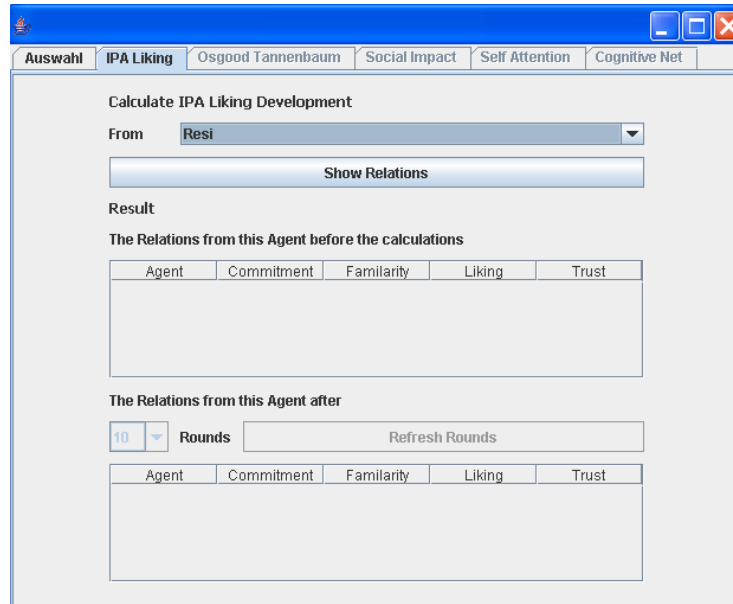 Auswahl IPA Liking Osgood Tannenbaum Social Impact Self Attention Cognitive Net
Calculate IPA Liking Development
From Resi
Show Relations
Result
The Relations from this Agent before the calculations
Agent Commitment Familarity Liking Trust
The Relations from this Agent after
10 Rounds Refresh Rounds
Agent Commitment Familarity Liking Trust